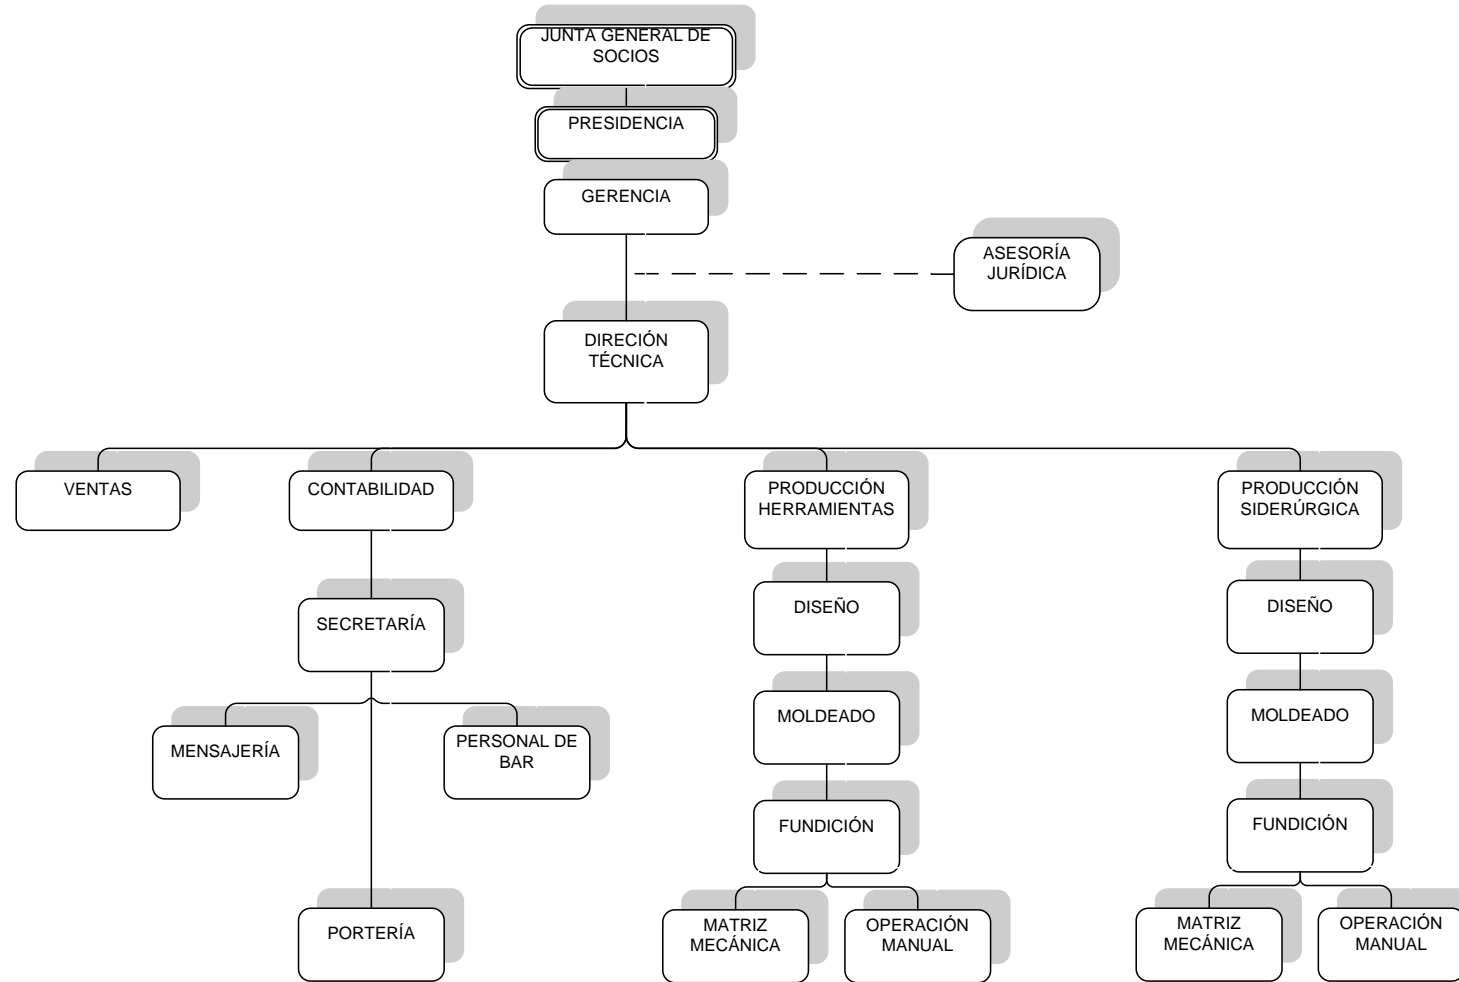 JUNTA GENERAL DE
SOCIOS
PRESIDENCIA
GERENCIA
ASESORÍA
JURÍDICA
DIRECIÓN
TÉCNICA
VENTAS
CONTABILIDAD
PRODUCCIÓN
HERRAMIENTAS
PRODUCCIÓN
SIDERÚRGICA
SECRETARÍA
DISEÑO
DISEÑO
MENSAJERÍA
PERSONAL DE
BAR
MOLDEADO
MOLDEADO
FUNDICIÓN
FUNDICIÓN
PORTERÍA
MATRIZ
MECÁNICA
OPERACIÓN
MANUAL
MATRIZ
MECÁNICA
OPERACIÓN
MANUAL